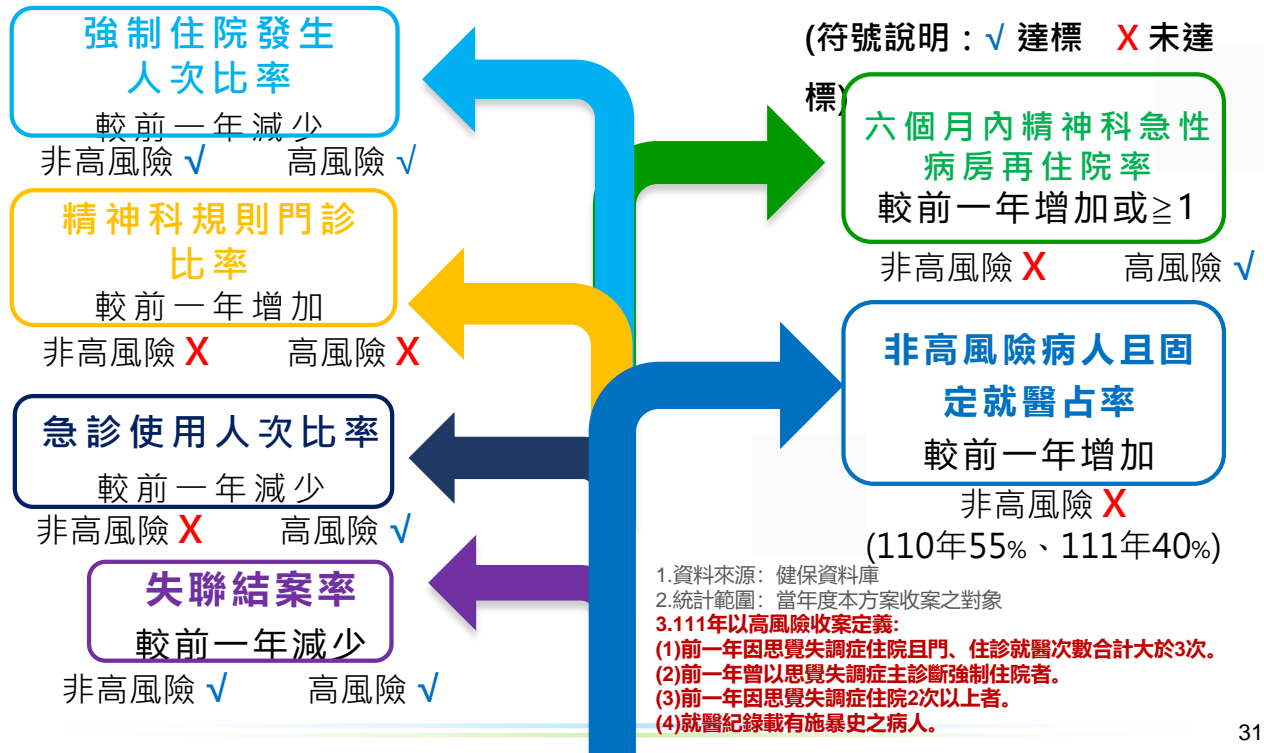 強制住院發生
人次比率
較前一年減少
非高風險 √ 高風險 √
精神科規則門診
比率
較前一年增加
非高風險 X 高風險 X
急診使用人次比率
較前一年減少
非高風險 X 高風險 √
失聯結案率
較前一年減少
非高風險 √ 高風險 √
(符號說明：√ 達標 X 未達
標)
六個月內精神科急性
病房再住院率
較前一年增加或≧1
非高風險 X 高風險 √
非高風險病人且固
定就醫占率
較前一年增加
非高風險 X
(110年55%、111年40%)
1.資料來源：健保資料庫
2.統計範圍：當年度本方案收案之對象
3.111年以高風險收案定義:
(1)前一年因思覺失調症住院且門、住診就醫次數合計大於3次。
(2)前一年曾以思覺失調症主診斷強制住院者。
(3)前一年因思覺失調症住院2次以上者。
(4)就醫紀錄載有施暴史之病人。
31